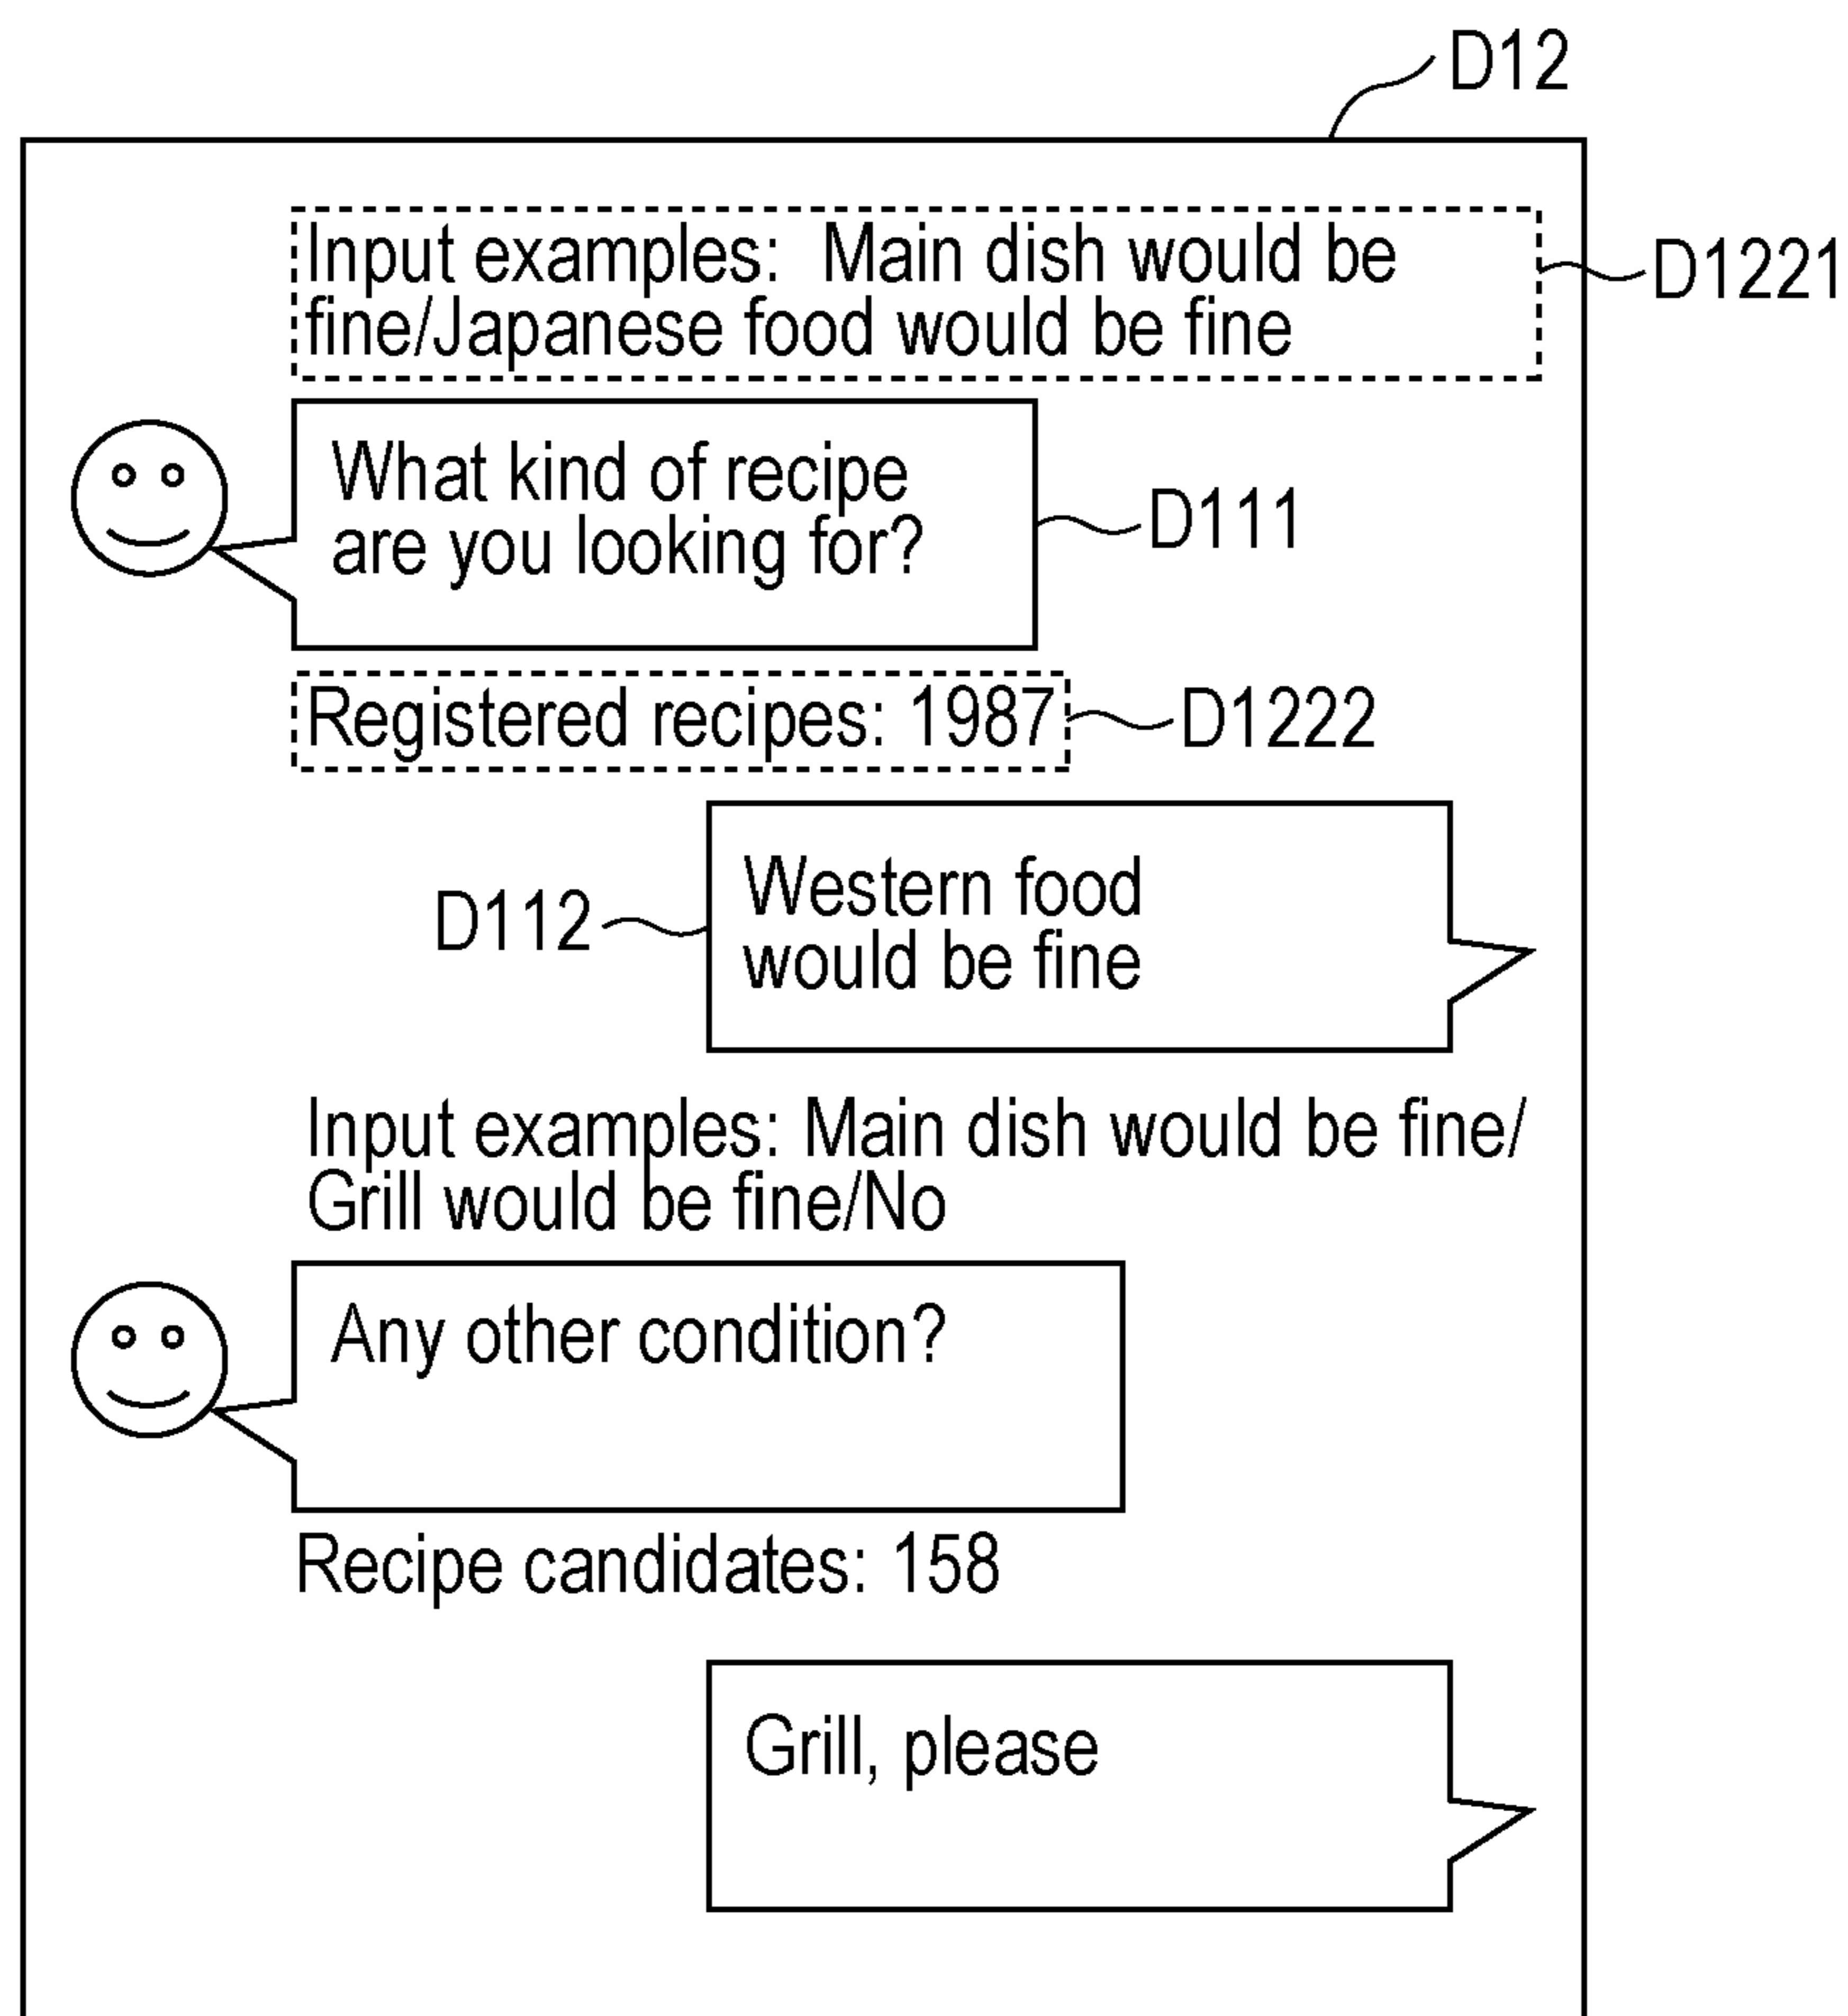 D12
Input examples: Main dish would be
fine/Japanese food would be fine
D1221
What kind of recipe
are you looking for?
D111
Registered recipes: 1987
D1222
Western food
would be fine
D112
Input examples: Main dish would be fine/
Grill would be fine/No
Any other condition?
Recipe candidates: 158
Grill, please